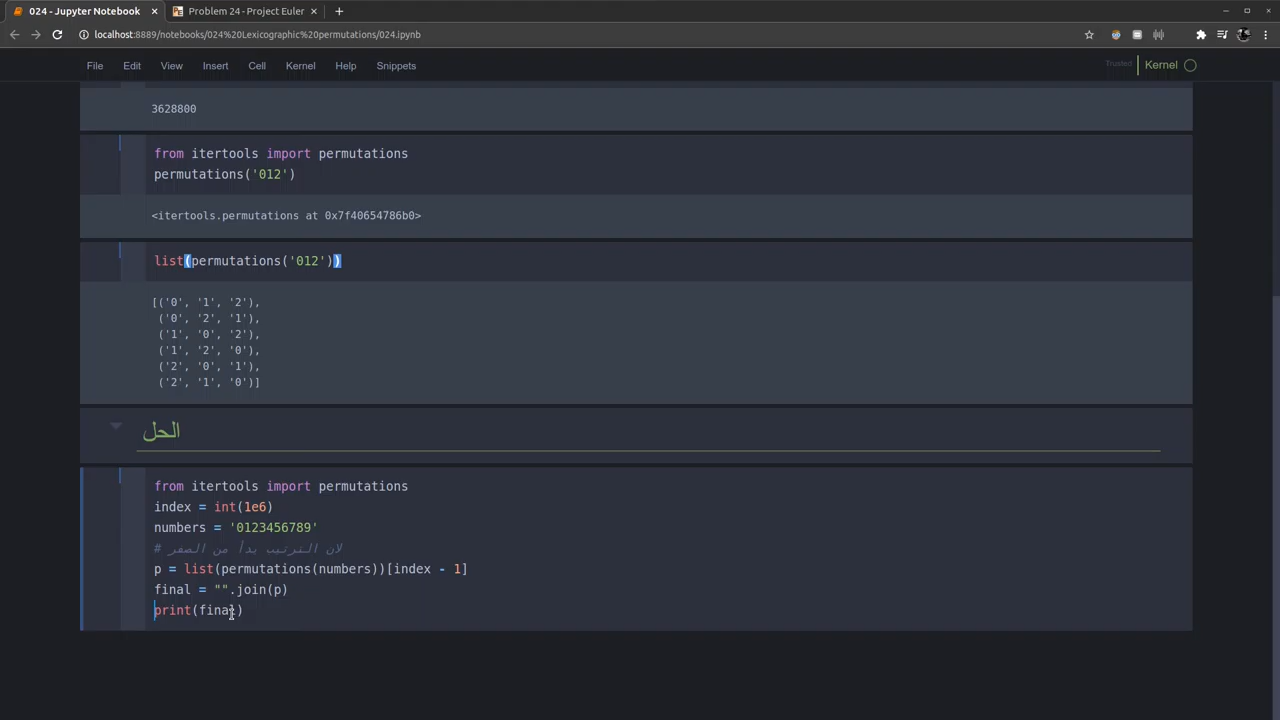 024 - Jupyter Notebook
Problem 24 - Project Euler
localhost:8889/notebooks/024%20Lexicographic%20permutations/024.ipynb
File Edit View Insert Cell Kernel Help Snippets
Trusted Kernel
3628800
from itertools import permutations
permutations('012')
<itertools.permutations at 0x7f40654786b0>
list(permutations('012'))
[('0', '1', '2'),
('0', '2', '1'),
('1', '0', '2'),
('1', '2', '0'),
('2', '0', '1'),
('2', '1', '0')]
الحل
from itertools import permutations
index = int(1e6)
numbers = '0123456789'
# لان الترتيب بدأ من الصفر
p = list(permutations(numbers))[index - 1]
final = "".join(p)
print(final)